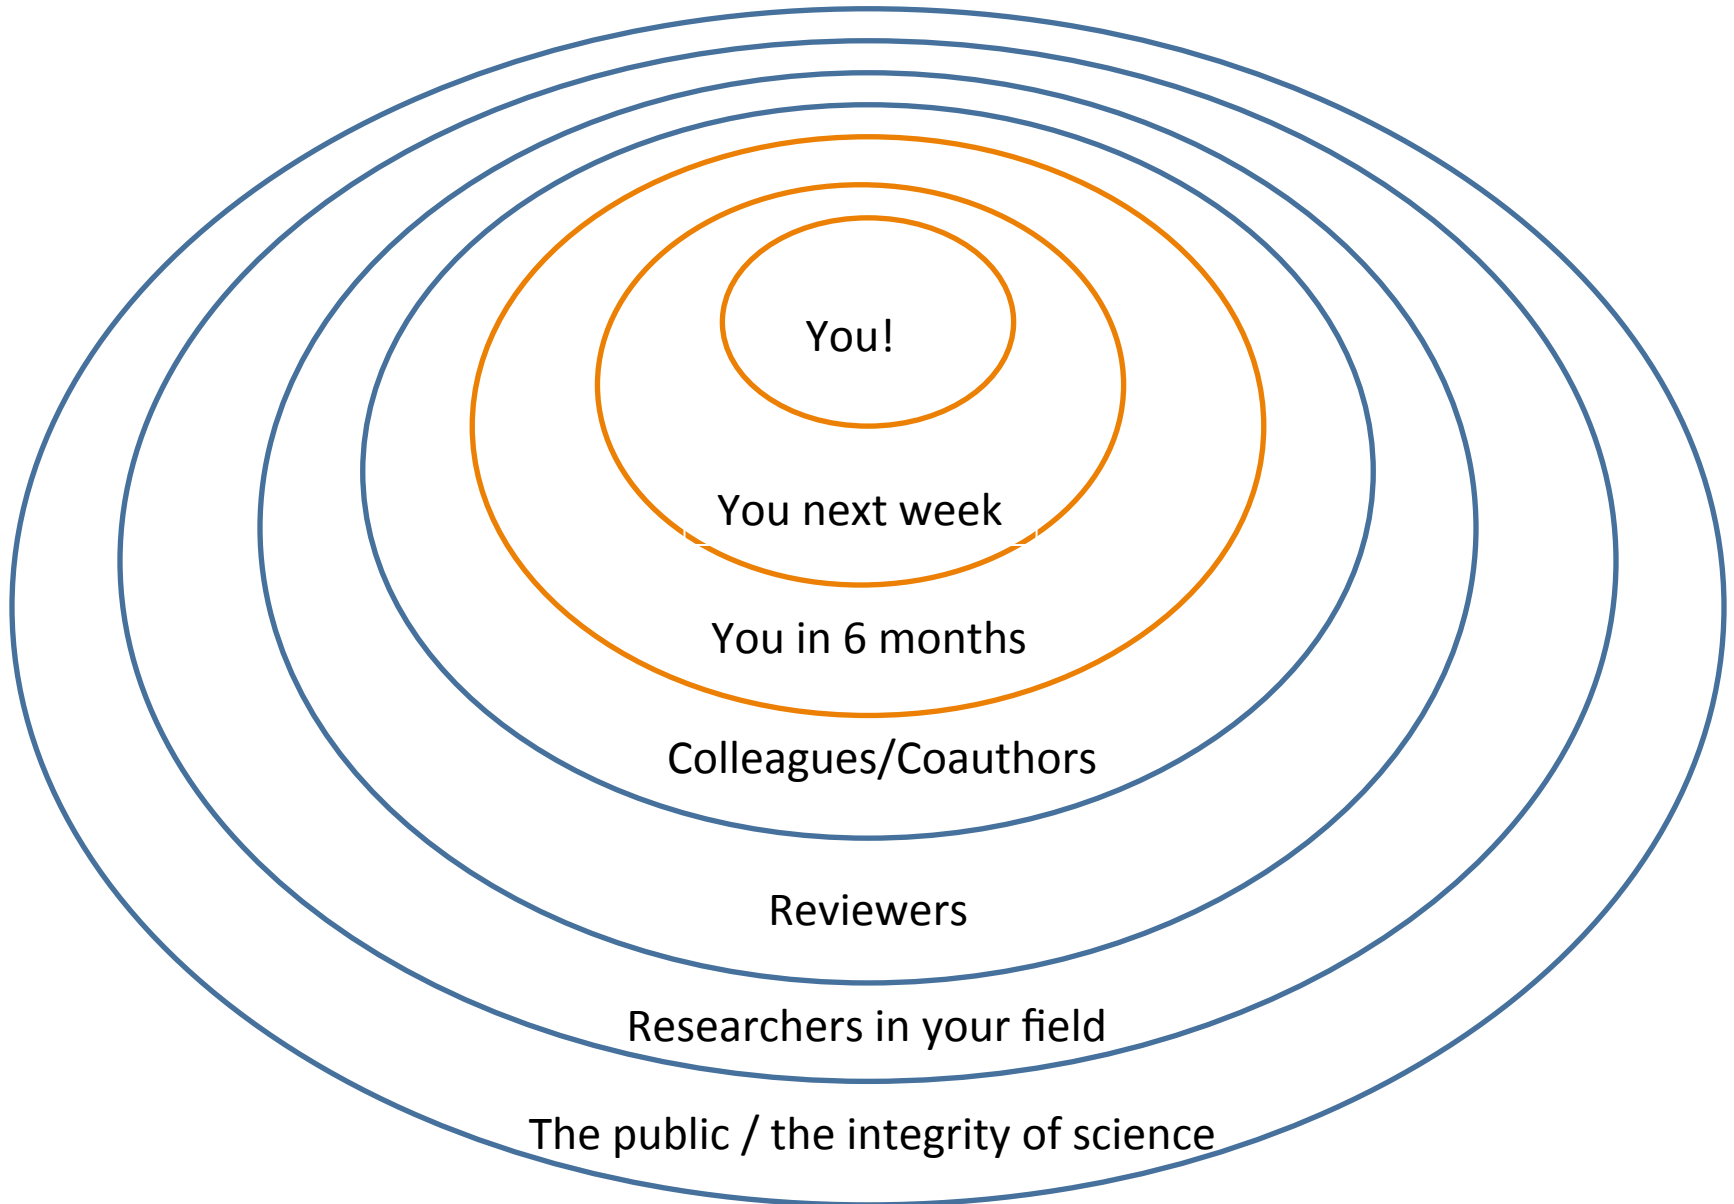 You!
You next week
You in 6 months
Colleagues/Coauthors
Reviewers
Researchers in your field
The public / the integrity of science